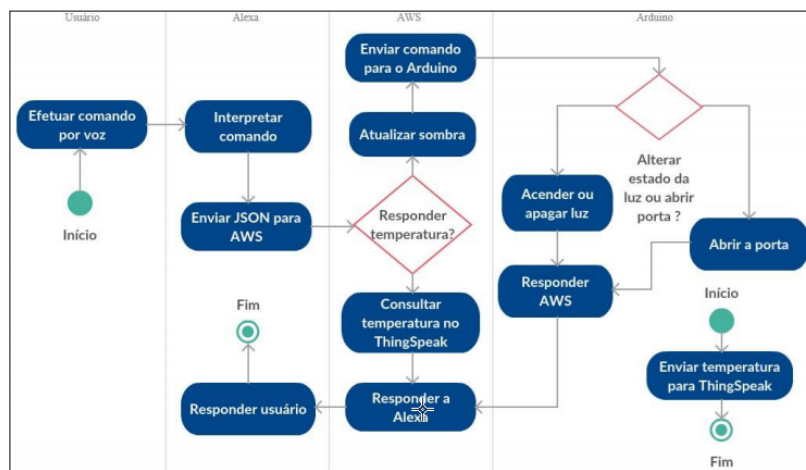 Usuário
Alexa
AWS
Arduino
Efetuar comando
por voz
Início
Interpretar
comando
Enviar JSON para
AWS
Fim
Responder usuário
Enviar comando
para o Arduino
Atualizar sombra
Responder
temperatura?
Consultar
temperatura no
ThingSpeak
Responder a
Alexa
Alterar
estado da
luz ou abrir
porta ?
Acender ou
apagar luz
Responder
AWS
Abrir a porta
Início
Enviar temperatura
para ThingSpeak
Fim